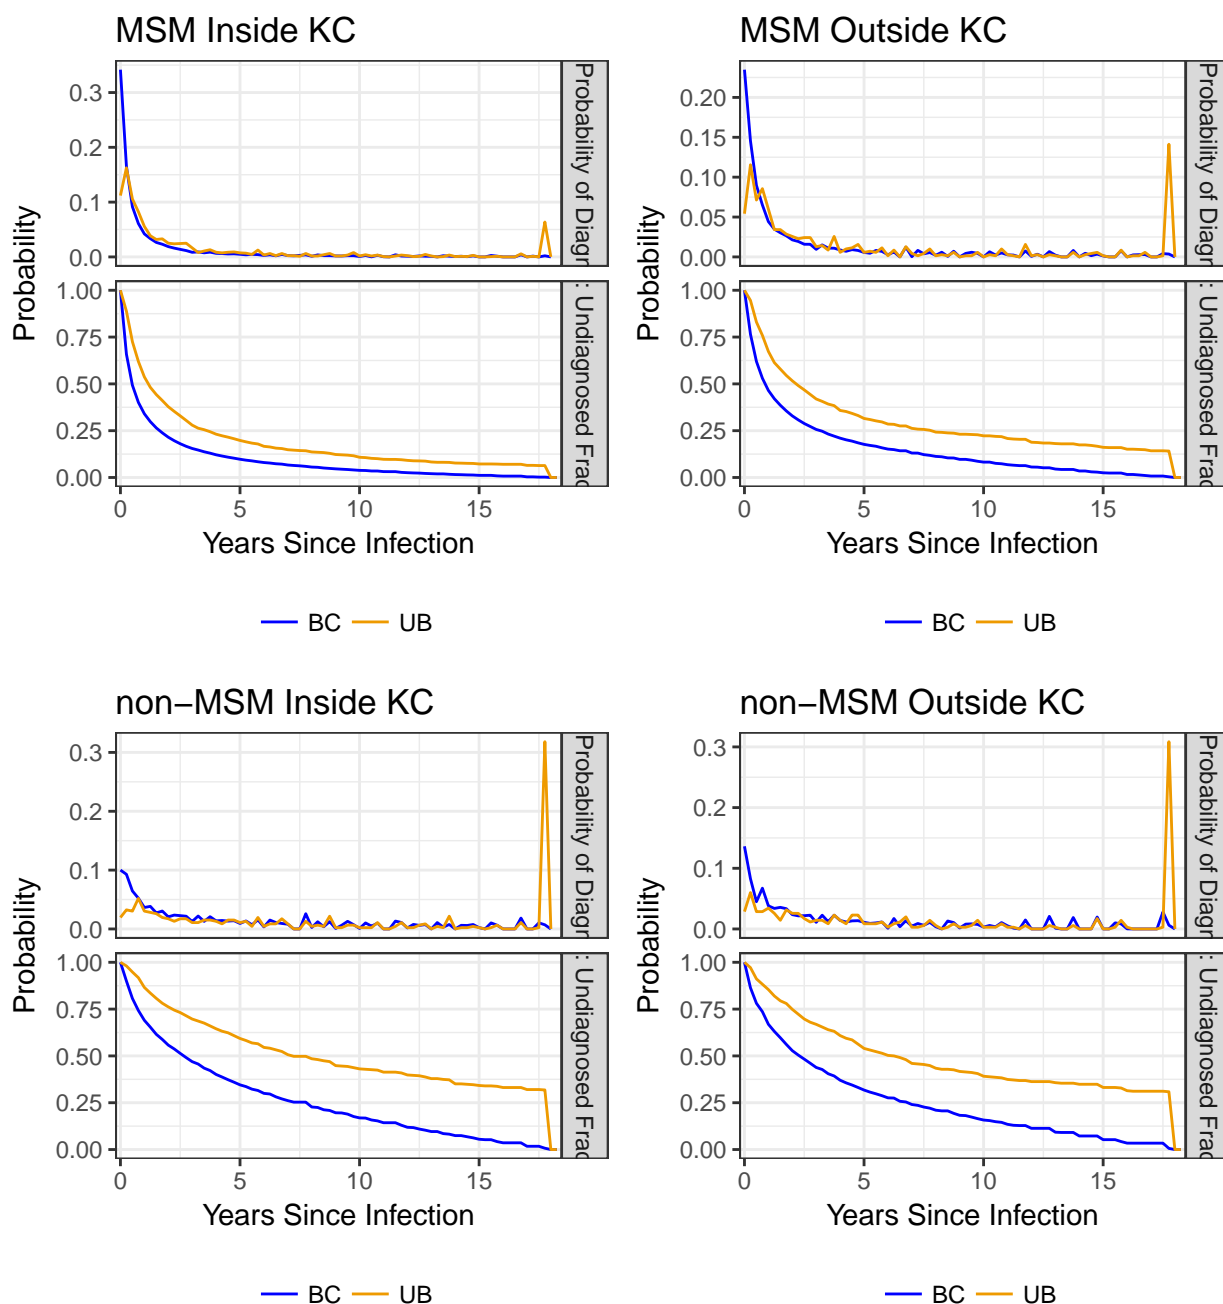 MSM Inside KC
0.3
0.2
0.1
0.0
Probability of Diagr
1.00
0.75
0.50
0.25
0.00
: Undiagnosed Frac
Probability
0 5 10 15
Years Since Infection
BC UB
MSM Outside KC
0.20
0.15
0.10
0.05
0.00
Probability of Diagr
1.00
0.75
0.50
0.25
0.00
: Undiagnosed Frac
Probability
0 5 10 15
Years Since Infection
BC UB
non−MSM Inside KC
0.3
0.2
0.1
0.0
Probability of Diagr
1.00
0.75
0.50
0.25
0.00
: Undiagnosed Frac
Probability
0 5 10 15
Years Since Infection
BC UB
non−MSM Outside KC
0.3
0.2
0.1
0.0
Probability of Diagr
1.00
0.75
0.50
0.25
0.00
: Undiagnosed Frac
Probability
0 5 10 15
Years Since Infection
BC UB